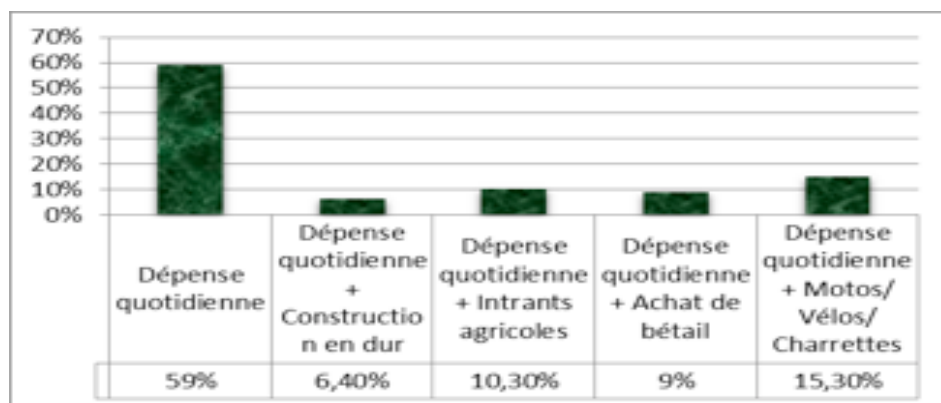 70%
60%
50%
40%
30%
20%
10%
0%
Dépense
quotidienne
Dépense
quotidienne
+
Constructio
n en dur
Dépense
quotidienne
+ Intrants
agricoles
Dépense
quotidienne
+ Achat de
bétail
Dépense
quotidienne
+ Motos/
Vélos/
Charrettes
59%
6,40%
10,30%
9%
15,30%